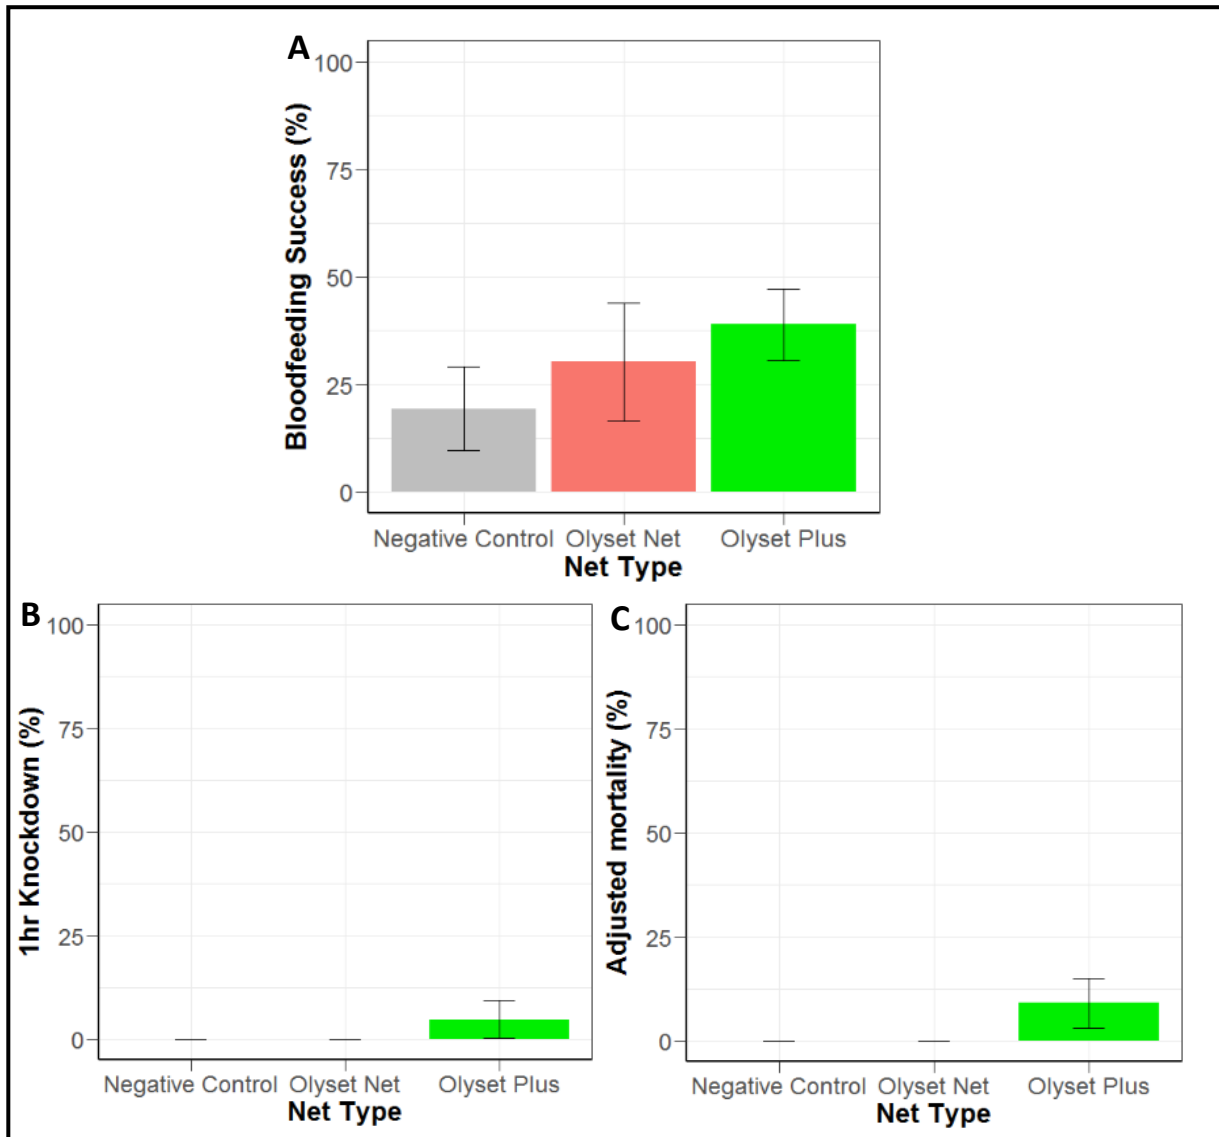 A
Bloodfeeding Success (%)
100
75
50
25
0
Negative Control Olyset Net Olyset Plus
Net Type
B
1hr Knockdown (%)
100
75
50
25
0
Negative Control Olyset Net Olyset Plus
Net Type
C
Adjusted mortality (%)
100
75
50
25
0
Negative Control Olyset Net Olyset Plus
Net Type